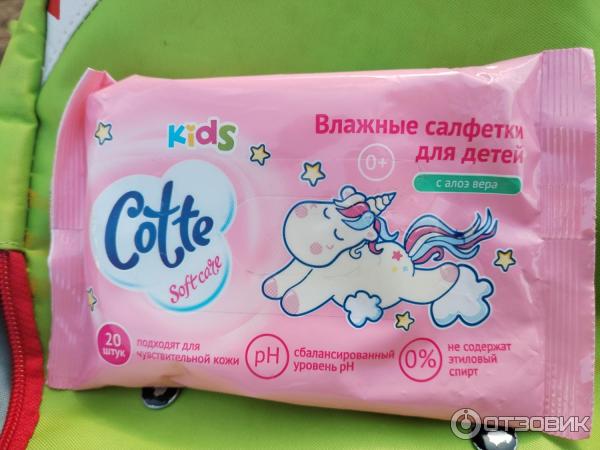 Kids
Влажные салфетки
для детей
0+
с алоэ вера
Cotte
Soft care
20
штук
подходят для
чувствительной кожи
pH
сбалансированный
уровень pH
0%
не содержат
этиловый
спирт
ОТЗОВИК